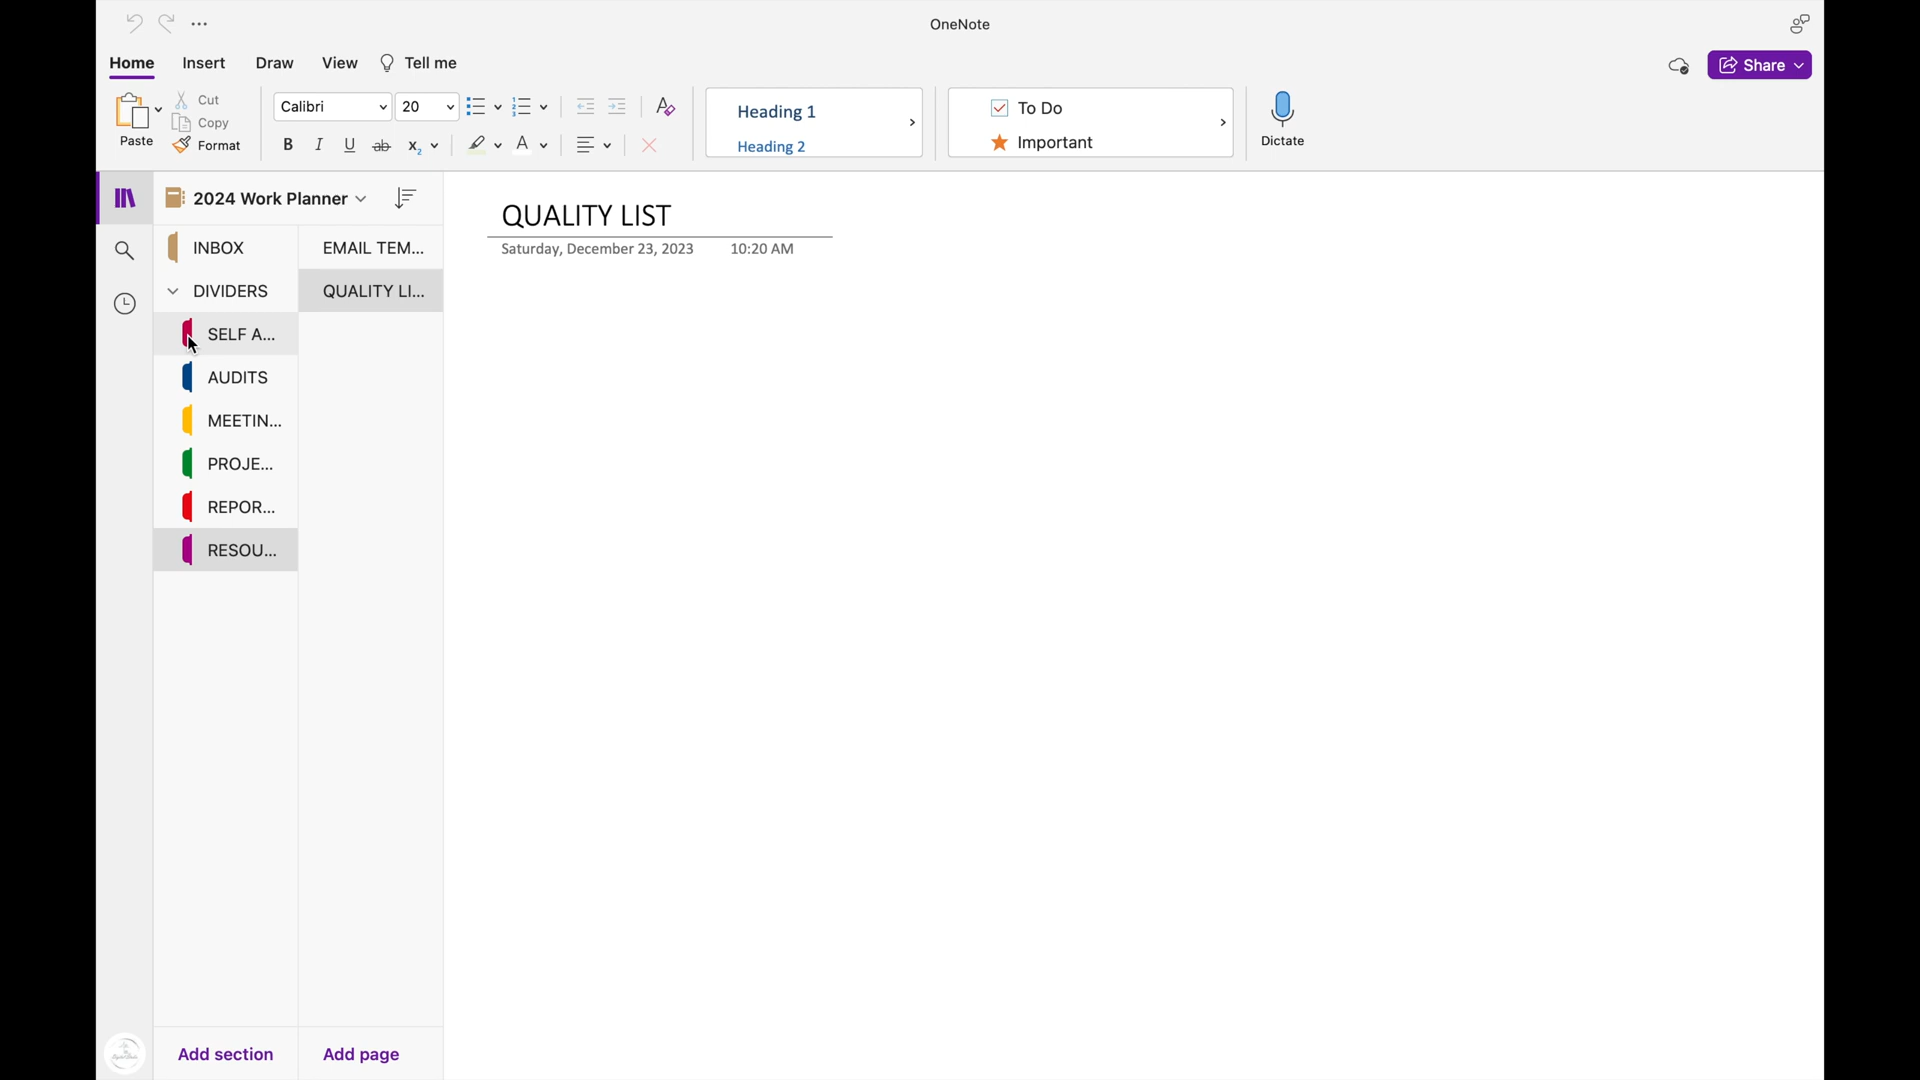 OneNote
Home Insert Draw View Tell me
Share
Paste
Cut
Copy
Format
Calibri 20
Heading 1
Heading 2
To Do
Important
Dictate
2024 Work Planner
INBOX
DIVIDERS
SELF A...
AUDITS
MEETIN...
PROJE...
REPOR...
RESOU...
EMAIL TEM...
QUALITY LI...
QUALITY LIST
Saturday, December 23, 2023 10:20 AM
Add section
Add page